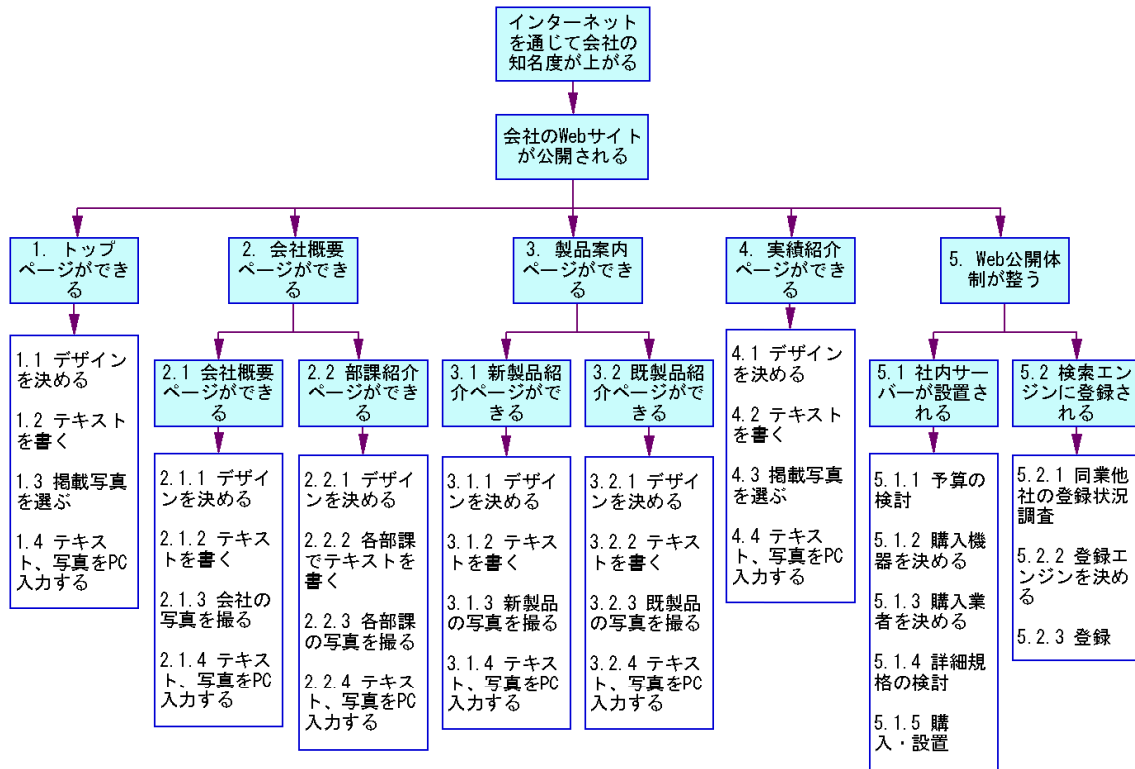 インターネット
を通じて会社の
知名度が上がる
会社のWebサイト
が公開される
1. トップ
ページができ
る
2. 会社概要
ページができ
る
3. 製品案内
ページができ
る
4. 実績紹介
ページができ
る
5. Web公開体
制が整う
1.1 デザイン
を決める
1.2 テキスト
を書く
1.3 掲載写真
を選ぶ
1.4 テキス
ト、写真をPC
入力する
2.1 会社概要
ページができ
る
2.1.1 デザイ
ンを決める
2.1.2 テキス
トを書く
2.1.3 会社の
写真を撮る
2.1.4 テキス
ト、写真をPC
入力する
2.2 部課紹介
ページができ
る
2.2.1 デザイ
ンを決める
2.2.2 各部課
でテキストを
書く
2.2.3 各部課
の写真を撮る
2.2.4 テキス
ト、写真をPC
入力する
3.1 新製品紹
介ページがで
きる
3.1.1 デザイ
ンを決める
3.1.2 テキス
トを書く
3.1.3 新製品
の写真を撮る
3.1.4 テキス
ト、写真をPC
入力する
3.2 既製品紹
介ページがで
きる
3.2.1 デザイ
ンを決める
3.2.2 テキス
トを書く
3.2.3 既製品
の写真を撮る
3.2.4 テキス
ト、写真をPC
入力する
4.1 デザイン
を決める
4.2 テキスト
を書く
4.3 掲載写真
を選ぶ
4.4 テキス
ト、写真をPC
入力する
5.1 社内サー
バーが設置さ
れる
5.1.1 予算の
検討
5.1.2 購入機
器を決める
5.1.3 購入業
者を決める
5.1.4 詳細規
格の検討
5.1.5 購
入・設置
5.2 検索エン
ジンに登録さ
れる
5.2.1 同業他
社の登録状況
調査
5.2.2 登録エ
ンジンを決め
る
5.2.3 登録